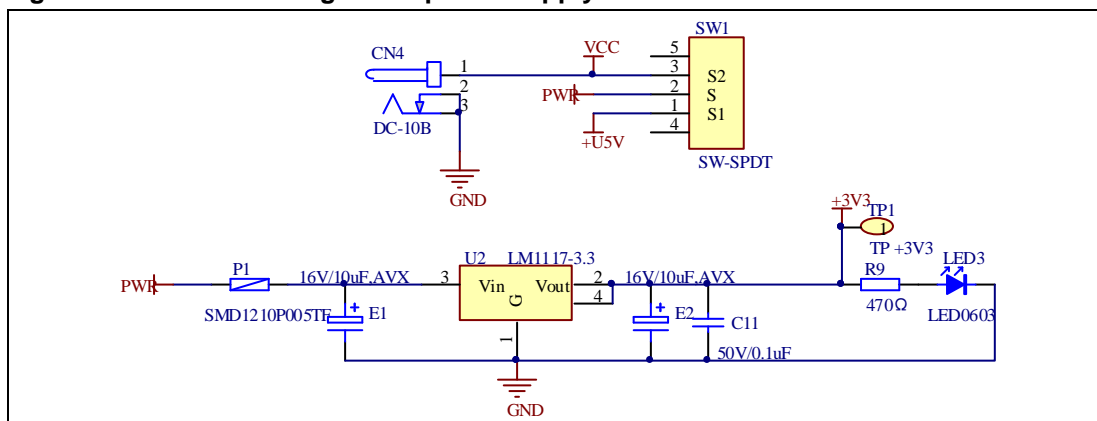 SW1
CN4
VCC
5
1
3
S2
2
PWR
2
S
3
1
S1
DC-10B
+U5V
4
SW-SPDT
GND
+3V3
TP1
1
TP +3V3
U2
LM1117-3.3
P1
16V/10uF,AVX
3
Vin
Vout
2
16V/10uF,AVX
R9
LED3
PWR
4
G
SMD1210P005TF
E1
E2
C11
470Ω
LED0603
1
50V/0.1uF
GND